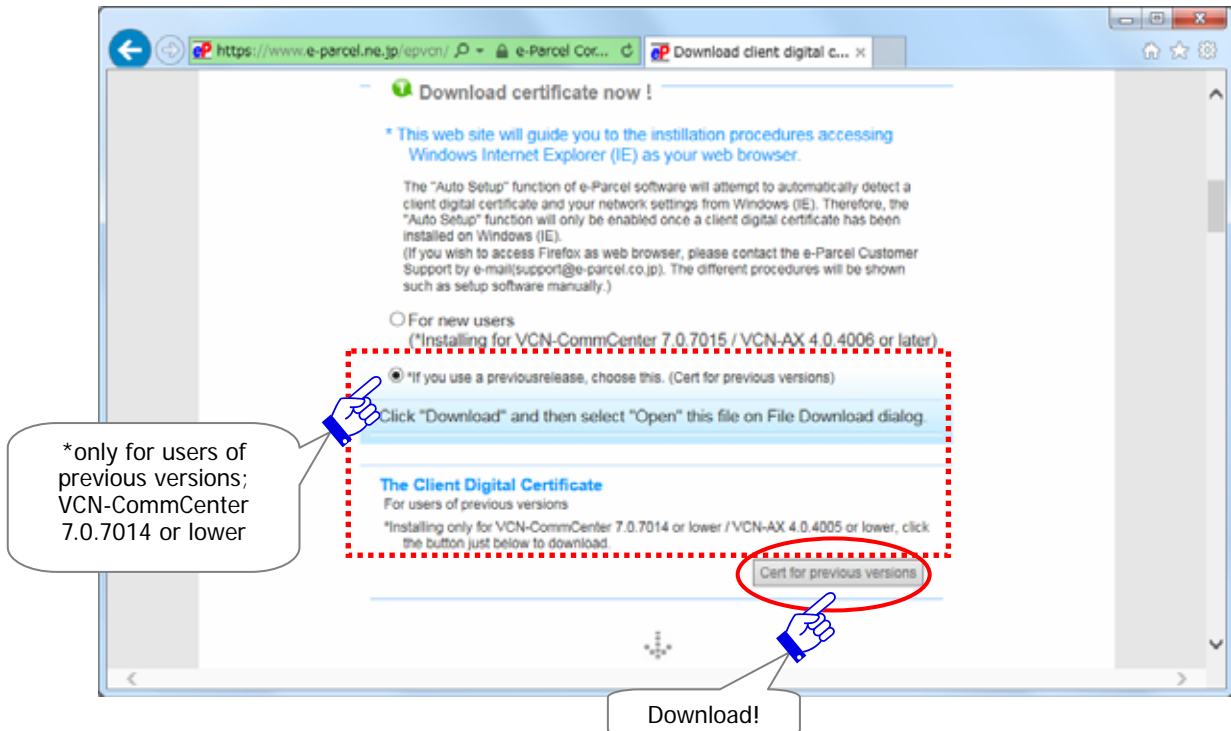 https://www.e-parcel.ne.jp/epvcn/
e-Parcel Cor...
Download client digital c...
Download certificate now !
* This web site will guide you to the instillation procedures accessing
Windows Internet Explorer (IE) as your web browser.
The "Auto Setup" function of e-Parcel software will attempt to automatically detect a
client digital certificate and your network settings from Windows (IE). Therefore, the
"Auto Setup" function will only be enabled once a client digital certificate has been
installed on Windows (IE).
(If you wish to access Firefox as web browser, please contact the e-Parcel Customer
Support by e-mail(support@e-parcel.co.jp). The different procedures will be shown
such as setup software manually.)
For new users
(*Installing for VCN-CommCenter 7.0.7015 / VCN-AX 4.0.4006 or later)
*If you use a previousrelease, choose this. (Cert for previous versions)
Click "Download" and then select "Open" this file on File Download dialog.
*only for users of
previous versions;
VCN-CommCenter
7.0.7014 or lower
The Client Digital Certificate
For users of previous versions
*Installing only for VCN-CommCenter 7.0.7014 or lower / VCN-AX 4.0.4005 or lower, click
the button just below to download.
Cert for previous versions
Download!